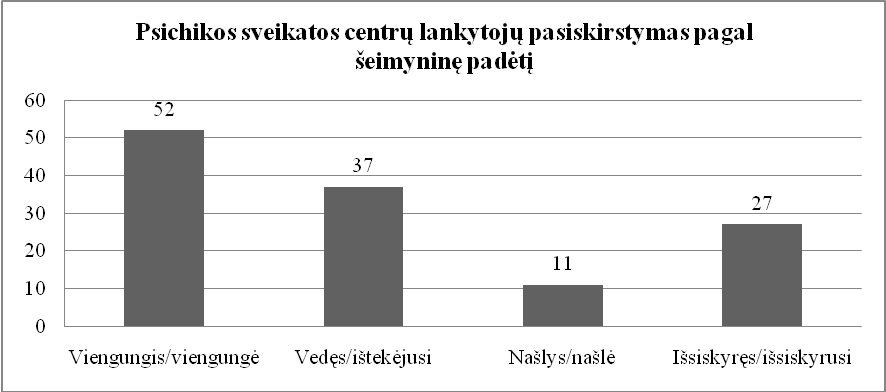 Psichikos sveikatos centrų lankytojų pasiskirstymas pagal
šeimyninę padėtį
60
50
40
30
20
10
0
52
37
11
27
Viengungis/viengungė
Vedęs/ištekėjusi
Našlys/našlė
Išsiskyręs/išsiskyrusi